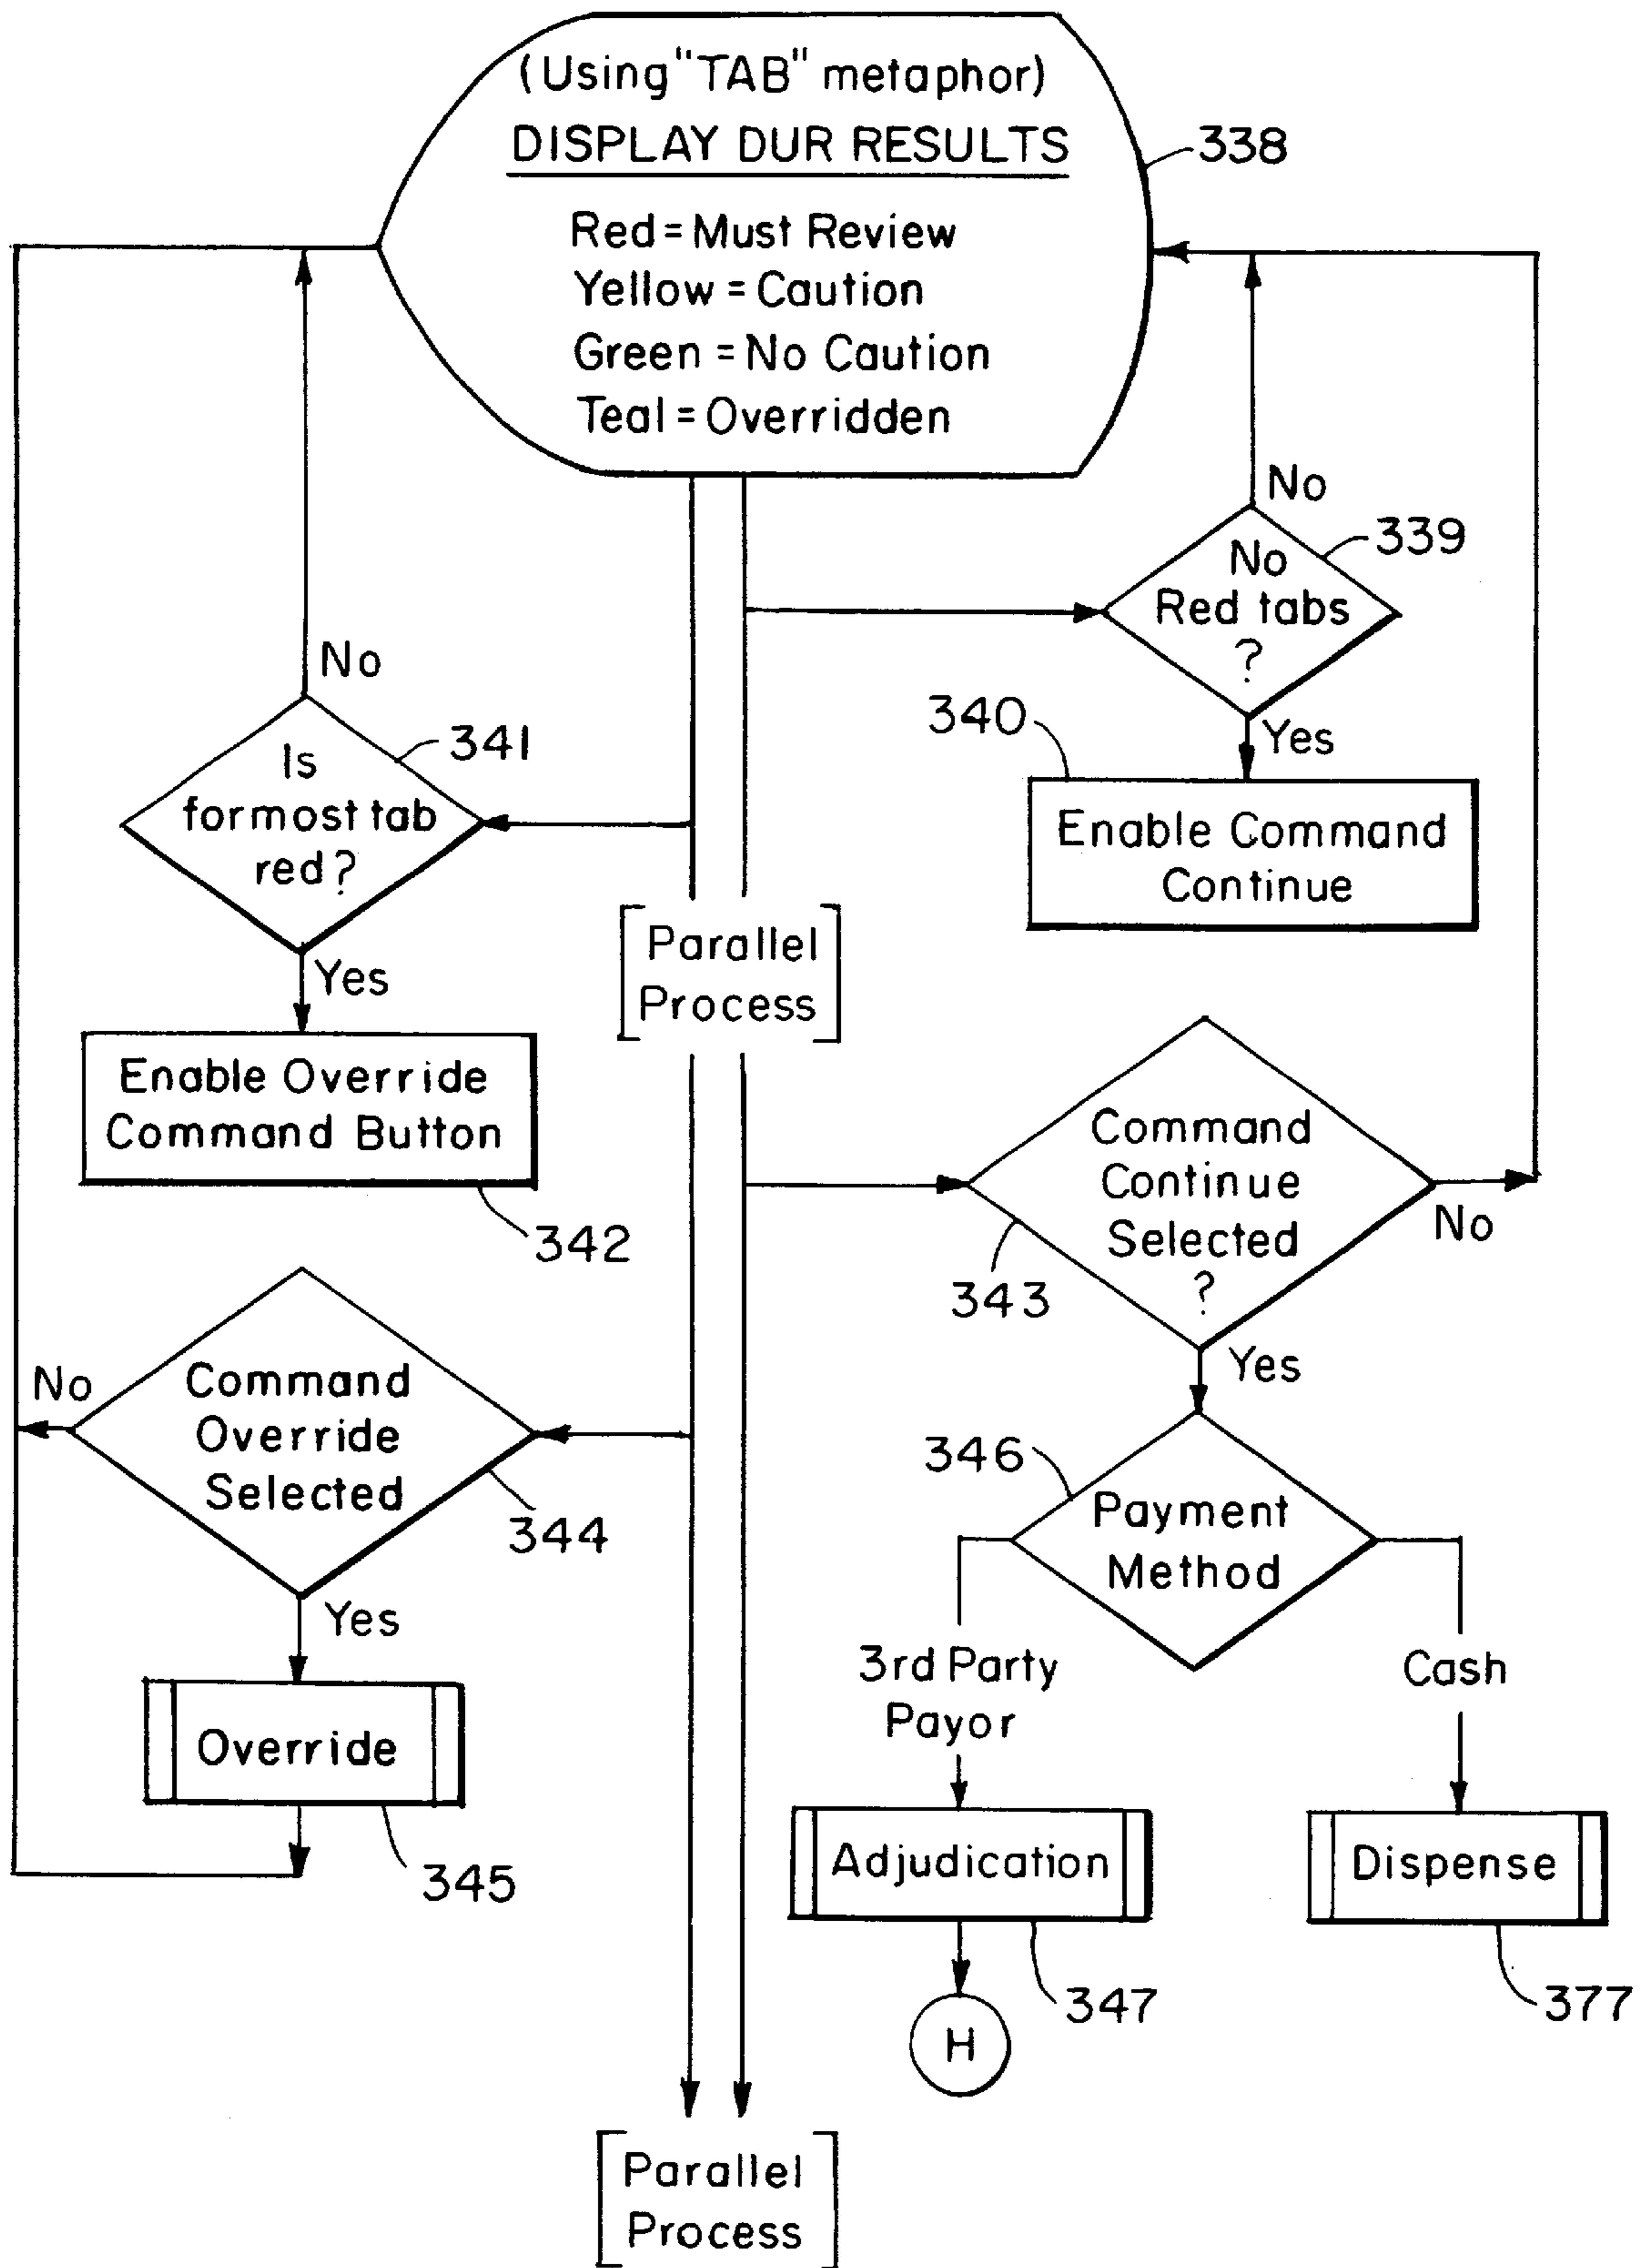 (Using "TAB" metaphor)
DISPLAY DUR RESULTS
338
Red = Must Review
Yellow = Caution
Green = No Caution
Teal = Overridden
No
339
No
Red tabs
?
Yes
340
Enable Command
Continue
No
341
Is
formost tab
red?
Yes
[Parallel
Process]
Enable Override
Command Button
342
Command
Continue
Selected
?
No
343
Yes
No
Command
Override
Selected
344
Yes
346
Payment
Method
3rd Party
Payor
Cash
Override
345
Adjudication
347
Dispense
377
H
[Parallel
Process]